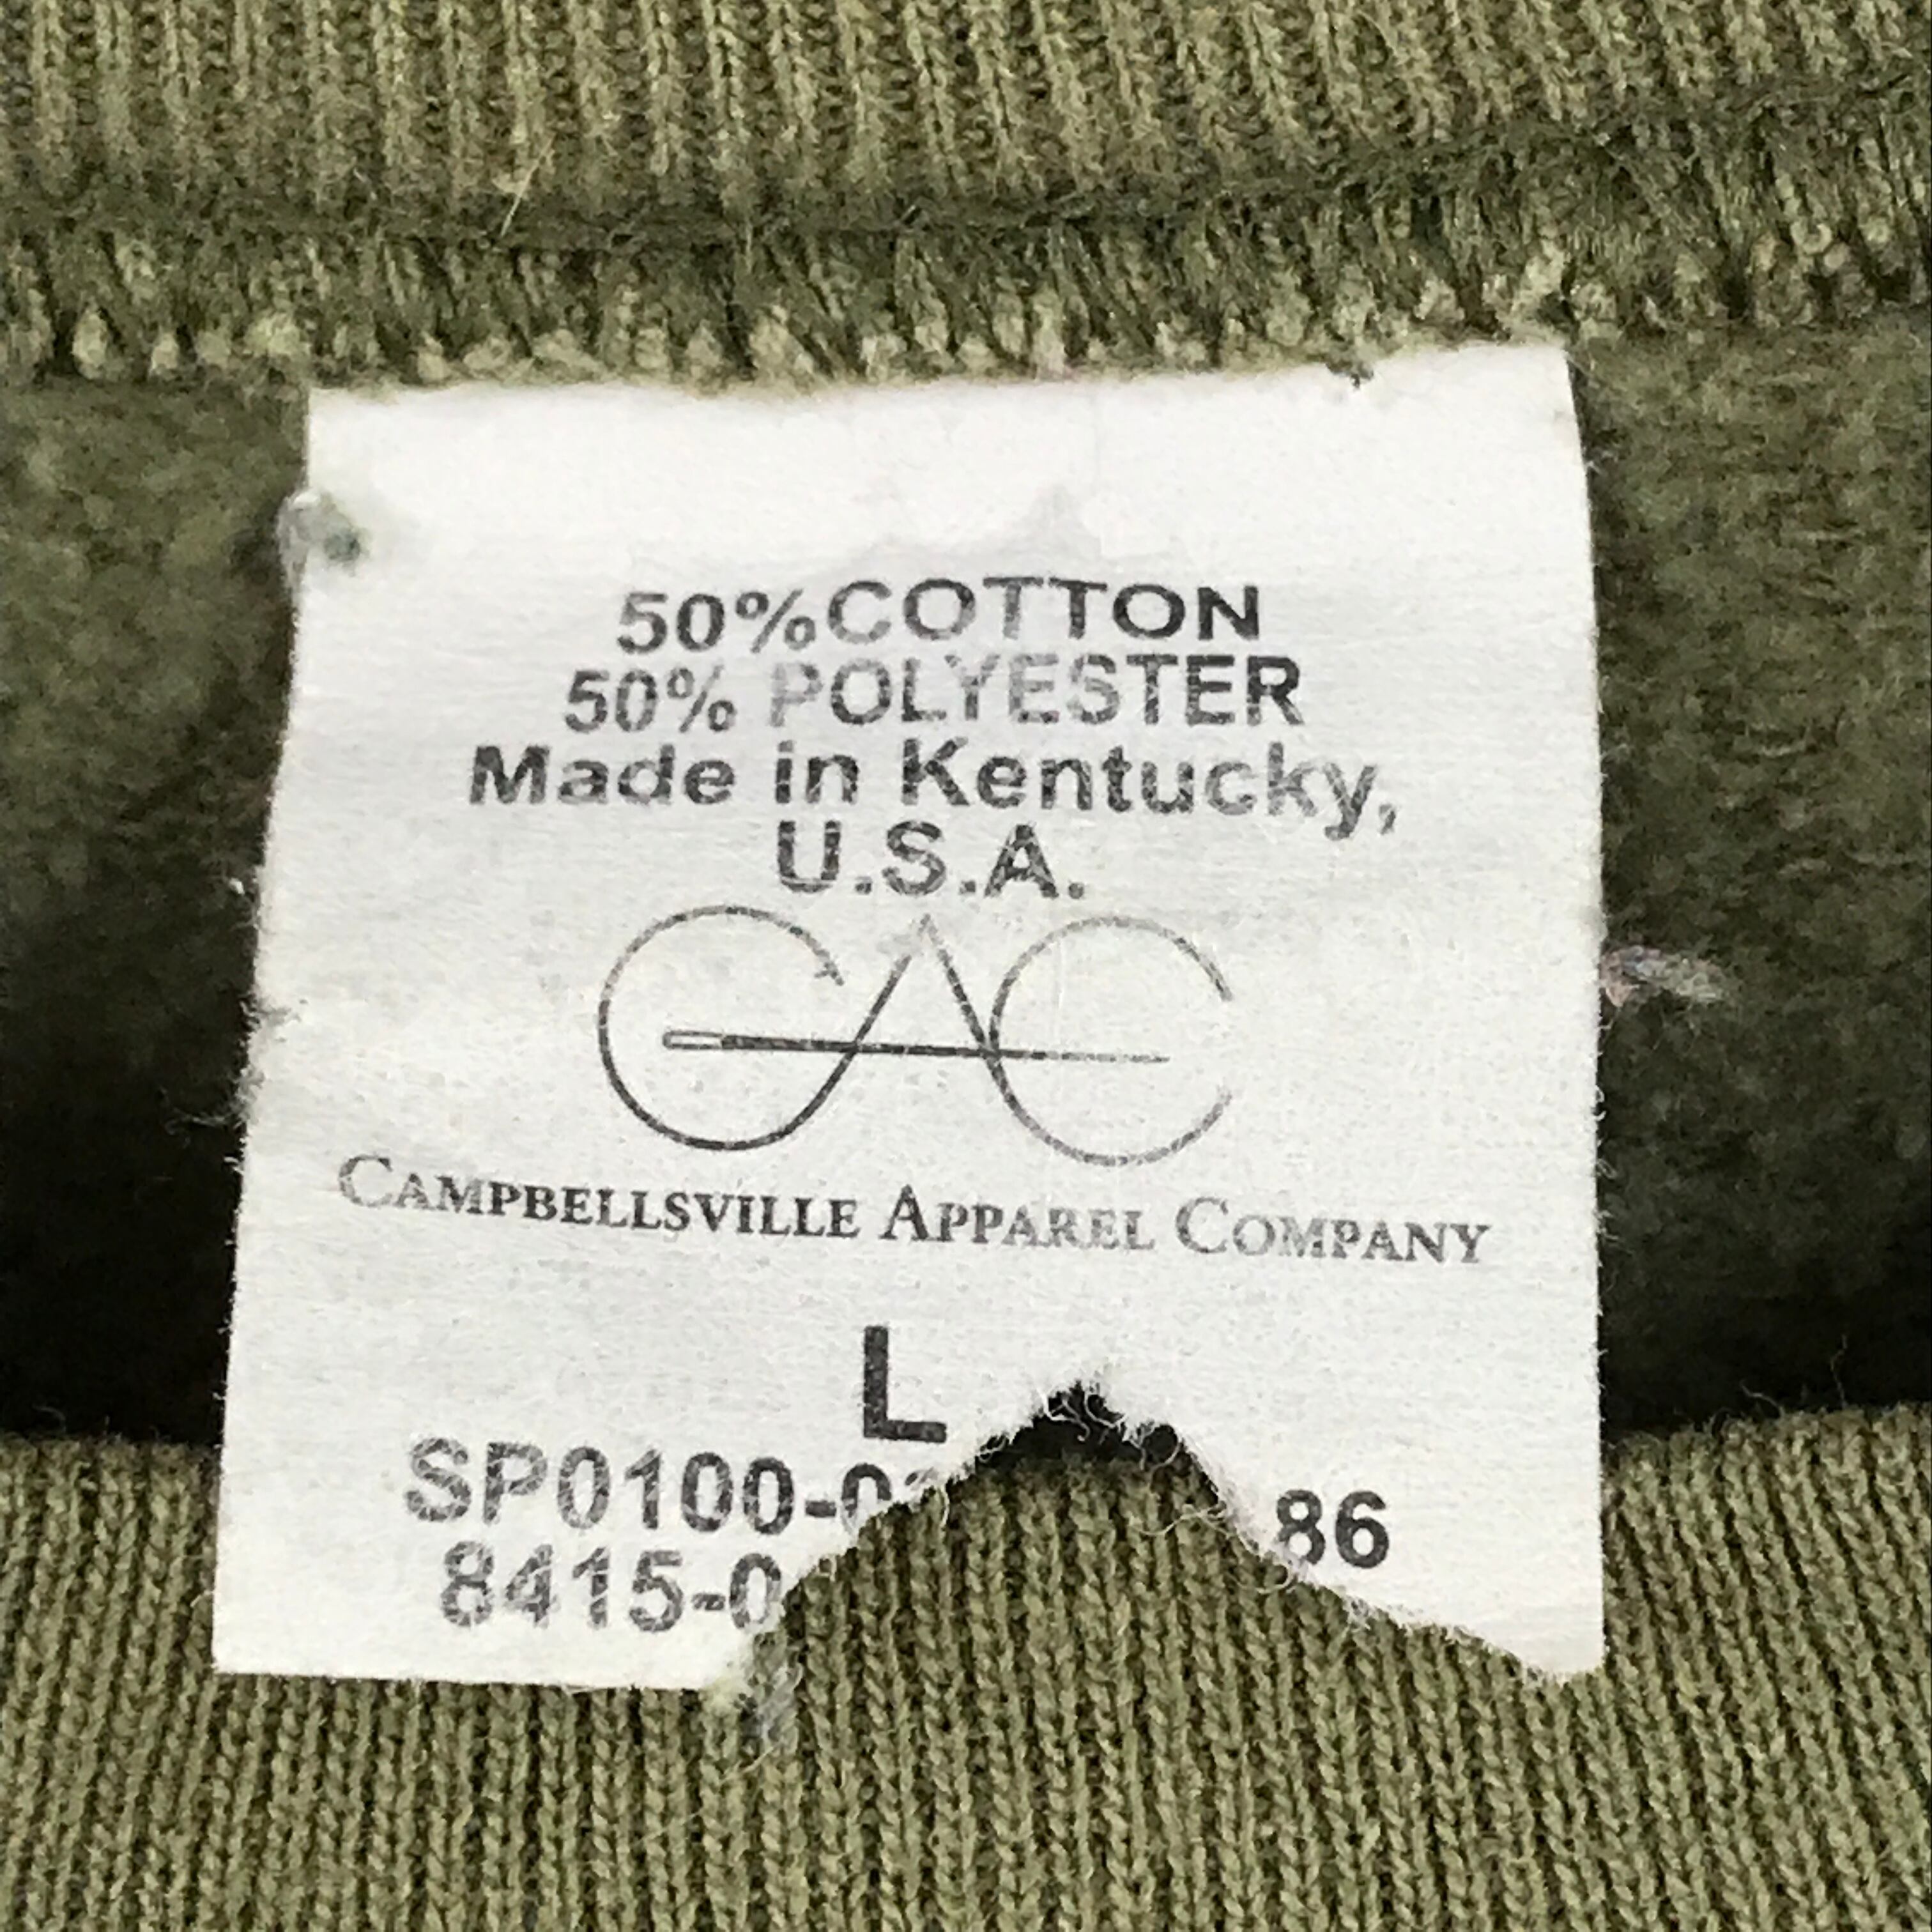 50%COTTON
50% POLYESTER
Made in Kentucky,
U.S.A.
CAC
CAMPBELLSVILLE APPAREL COMPANY
L
SP0100-0 86
8415-0